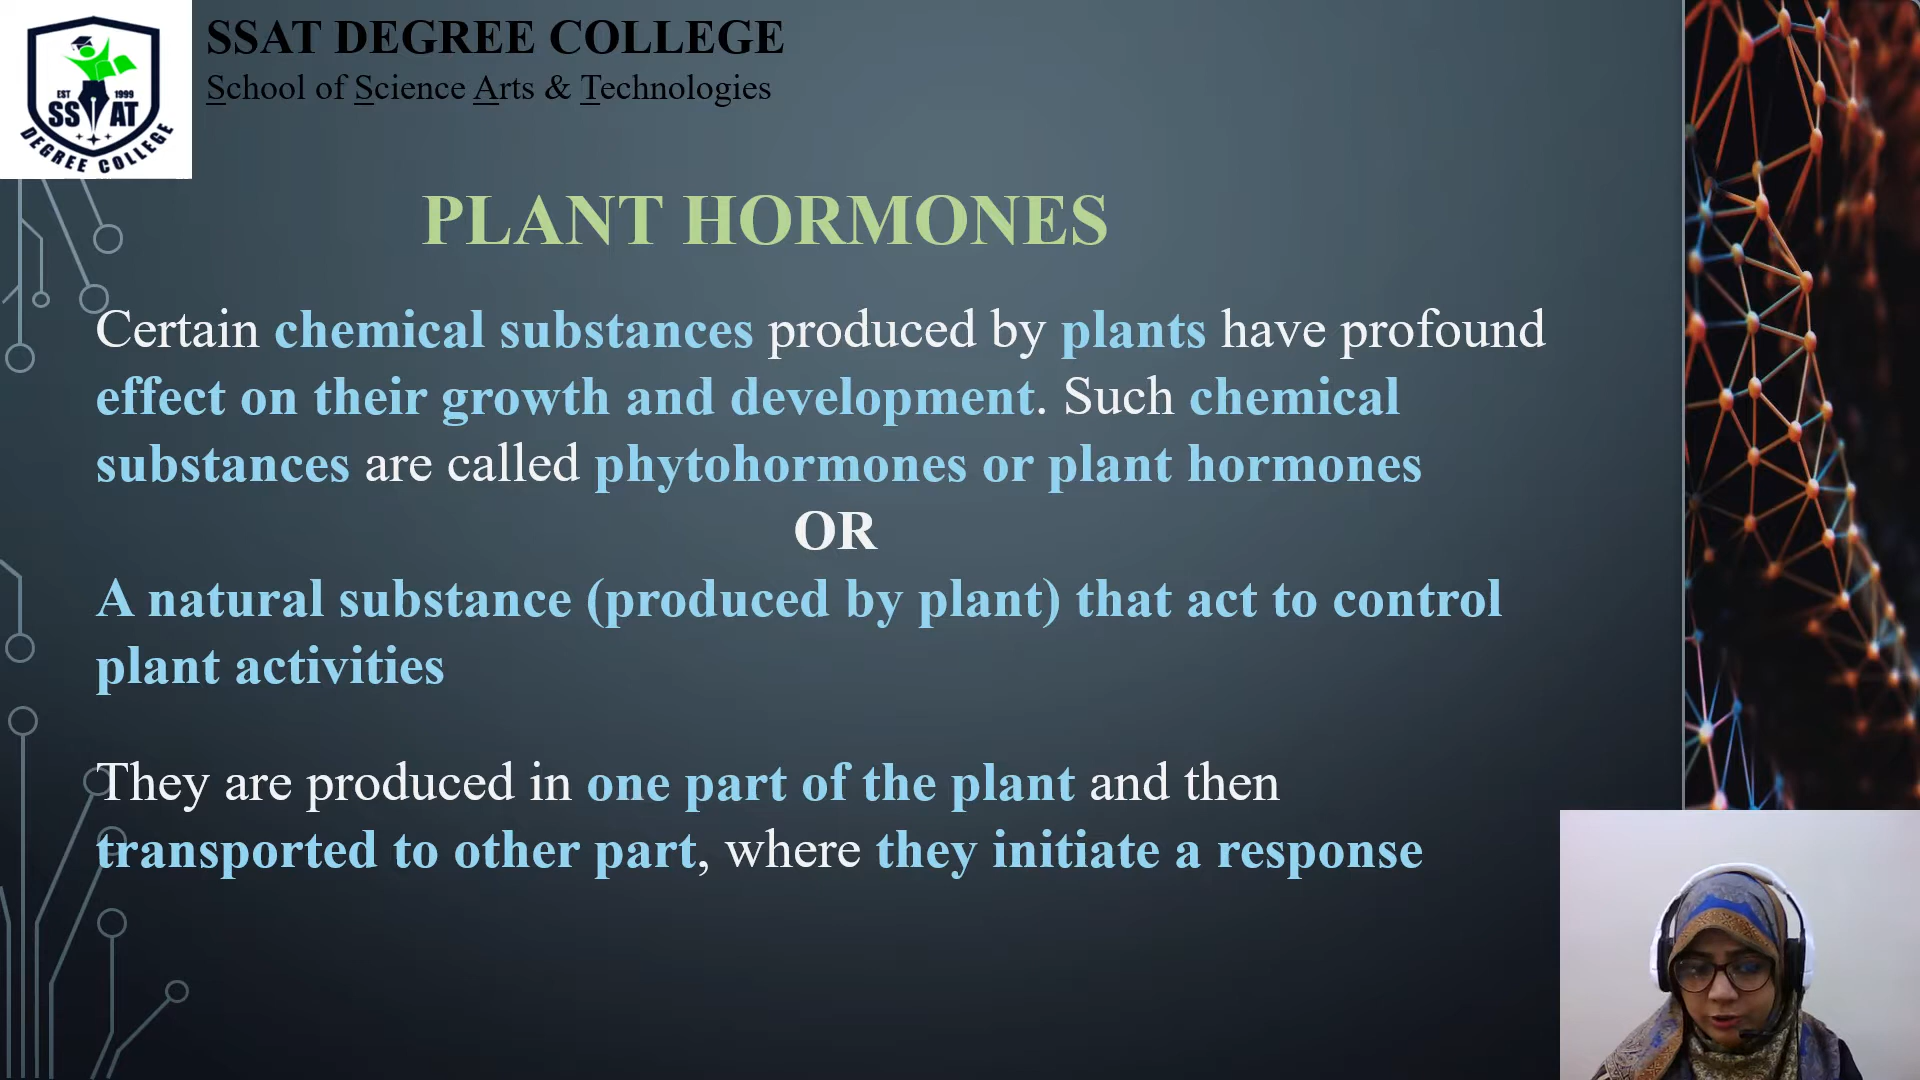 SSAT DEGREE COLLEGE
School of Science Arts & Technologies
EST 1999
SS AT
DEGREE COLLEGE
PLANT HORMONES
Certain chemical substances produced by plants have profound
effect on their growth and development. Such chemical
substances are called phytohormones or plant hormones
OR
A natural substance (produced by plant) that act to control
plant activities
They are produced in one part of the plant and then
transported to other part, where they initiate a response